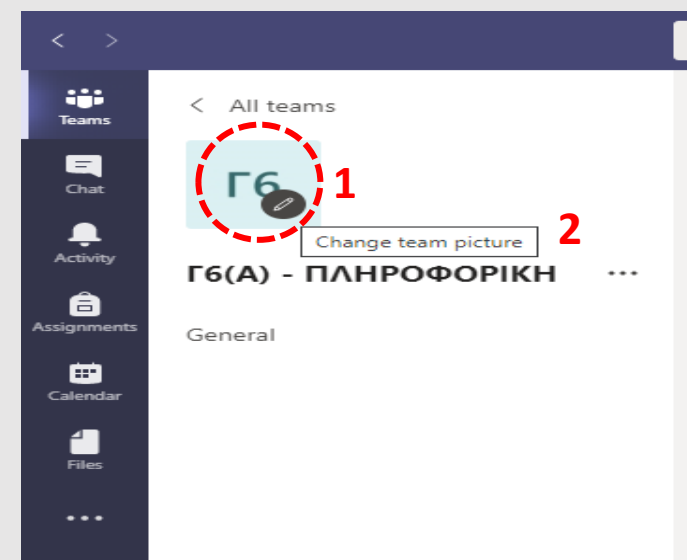 < >
Teams
< All teams
Γ6
1
Chat
Change team picture
2
Activity
Γ6(Α) - ΠΛΗΡΟΦΟΡΙΚΗ ...
Assignments
General
Calendar
Files
...